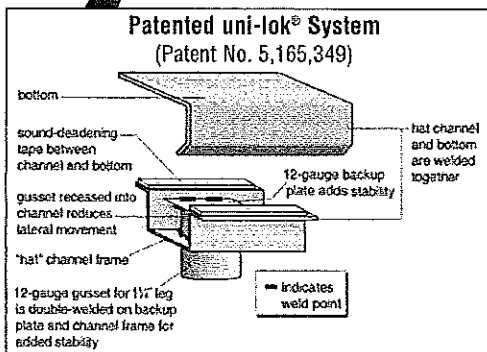 Patented uni-lok® System
(Patent No. 5,165,349)
bottom
sound-deadening
tape between
channel and bottom
gusset recessed into
channel reduces
lateral movement
"hat" channel frame
12-gauge gusset for 1½" leg
is double-welded on backup
plate and channel frame for
added stability
12-gauge backup
plate adds stability
hat channel
and bottom
are welded
together
indicates
weld point